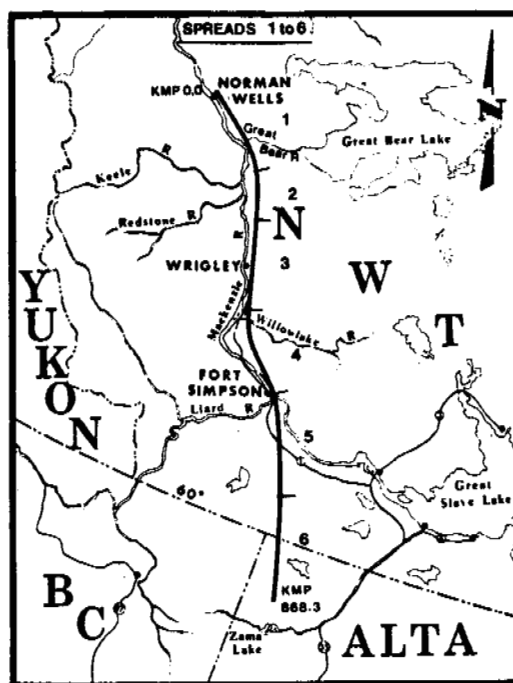 SPREADS 1 to 6
KMP 0.0
NORMAN
WELLS
N
1
Great
Bear R
Great Bear Lake
Keele R
2
Redstone R
N
R
WRIGLEY
3
W
Mackenzie
Willowlake R
T
4
YUKON
FORT
SIMPSON
Liard R
5
Great
Slave Lake
60°
6
BC
KMP
868.3
Zama
Lake
ALTA